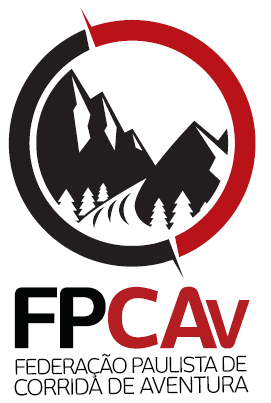 FPCAv
FEDERAÇÃO PAULISTA DE
CORRIDA DE AVENTURA